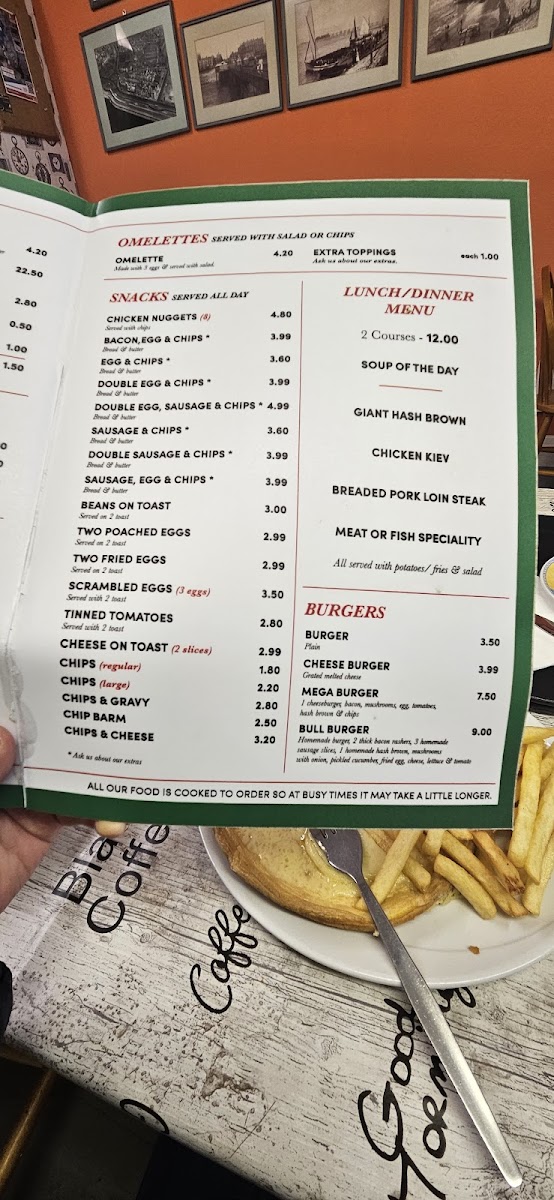 4.20
22.50
2.80
0.50
1.00
1.50
OMELETTES SERVED WITH SALAD OR CHIPS
OMELETTE 4.20
Made with 3 eggs & served with salad.
EXTRA TOPPINGS each 1.00
Ask us about our extras.
SNACKS SERVED ALL DAY
CHICKEN NUGGETS (8) 4.80
Served with chips
BACON,EGG & CHIPS * 3.99
Bread & butter
EGG & CHIPS * 3.60
Bread & butter
DOUBLE EGG & CHIPS * 3.99
Bread & butter
DOUBLE EGG, SAUSAGE & CHIPS * 4.99
Bread & butter
SAUSAGE & CHIPS * 3.60
Bread & butter
DOUBLE SAUSAGE & CHIPS * 3.99
Bread & butter
SAUSAGE, EGG & CHIPS * 3.99
Bread & butter
BEANS ON TOAST 3.00
Served on 2 toast
TWO POACHED EGGS 2.99
Served on 2 toast
TWO FRIED EGGS 2.99
Served on 2 toast
SCRAMBLED EGGS (3 eggs) 3.50
Served with 2 toast
TINNED TOMATOES 2.80
Served with 2 toast
CHEESE ON TOAST (2 slices) 2.99
CHIPS (regular) 1.80
CHIPS (large) 2.20
CHIPS & GRAVY 2.80
CHIP BARM 2.50
CHIPS & CHEESE 3.20
* Ask us about our extras
LUNCH/DINNER
MENU
2 Courses - 12.00
SOUP OF THE DAY
GIANT HASH BROWN
CHICKEN KIEV
BREADED PORK LOIN STEAK
MEAT OR FISH SPECIALITY
All served with potatoes/ fries & salad
BURGERS
BURGER 3.50
Plain
CHEESE BURGER 3.99
Grated melted cheese
MEGA BURGER 7.50
1 cheeseburger, bacon, mushrooms, egg, tomatoes,
hash brown & chips
BULL BURGER 9.00
Homemade burger, 2 thick bacon rashers, 3 homemade
sausage slices, 1 homemade hash brown, mushrooms
with onion, pickled cucumber, fried egg, cheese, lettuce & tomato
ALL OUR FOOD IS COOKED TO ORDER SO AT BUSY TIMES IT MAY TAKE A LITTLE LONGER.
Coffee
Coffee
Good